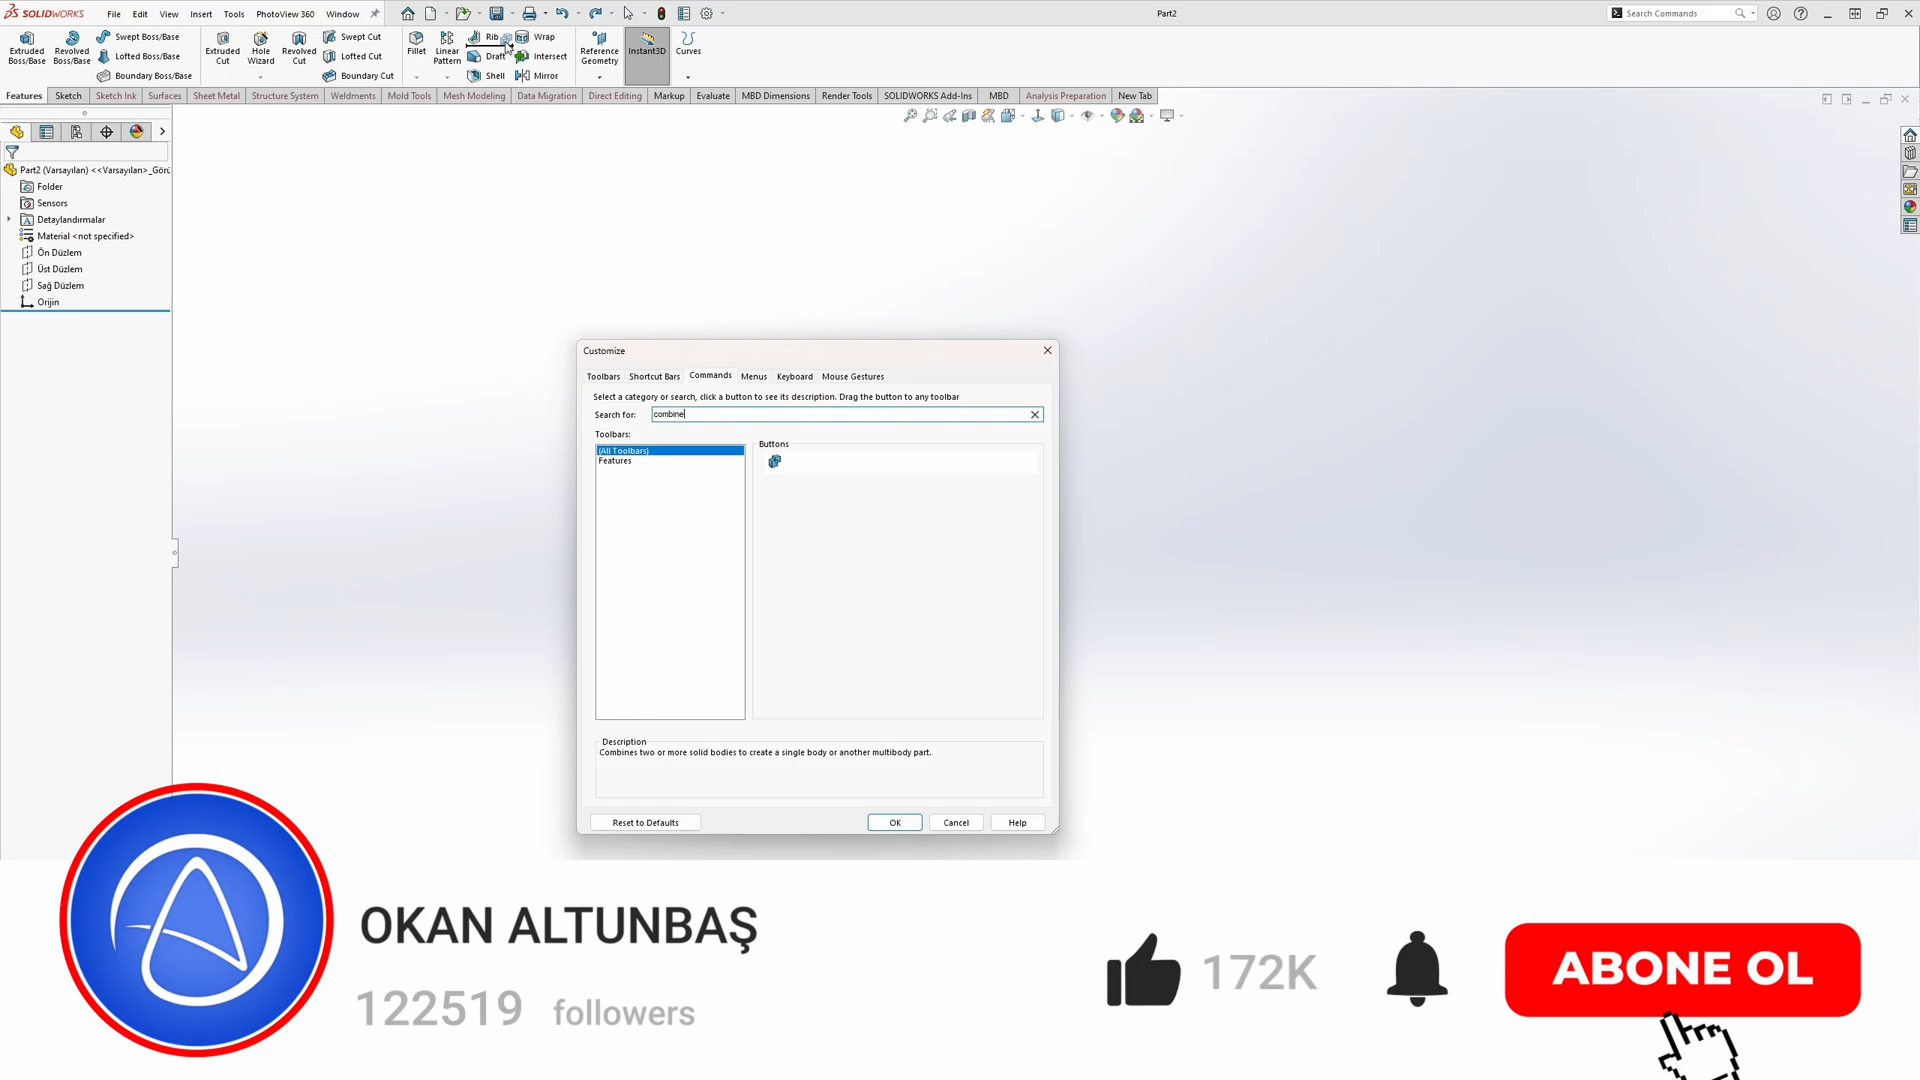 SOLIDWORKS
File Edit View Insert Tools PhotoView 360 Window
Part2
Search Commands
Extruded Boss/Base
Revolved Boss/Base
Swept Boss/Base
Lofted Boss/Base
Boundary Boss/Base
Extruded Cut
Hole Wizard
Revolved Cut
Swept Cut
Lofted Cut
Boundary Cut
Fillet
Linear Pattern
Rib
Draft
Shell
Wrap
Intersect
Mirror
Reference Geometry
Instant3D
Curves
Features Sketch Sketch Ink Surfaces Sheet Metal Structure System Weldments Mold Tools Mesh Modeling Data Migration Direct Editing Markup Evaluate MBD Dimensions Render Tools SOLIDWORKS Add-Ins MBD Analysis Preparation New Tab
Part2 (Varsayılan) <<Varsayılan>_Görü
Folder
Sensors
Detaylandırmalar
Material <not specified>
Ön Düzlem
Üst Düzlem
Sağ Düzlem
Orijin
Customize
Toolbars Shortcut Bars Commands Menus Keyboard Mouse Gestures
Select a category or search, click a button to see its description. Drag the button to any toolbar
Search for: combine
Toolbars:
(All Toolbars)
Features
Buttons
Description
Combines two or more solid bodies to create a single body or another multibody part.
Reset to Defaults OK Cancel Help
OKAN ALTUNBAŞ
122519 followers
172K
ABONE OL